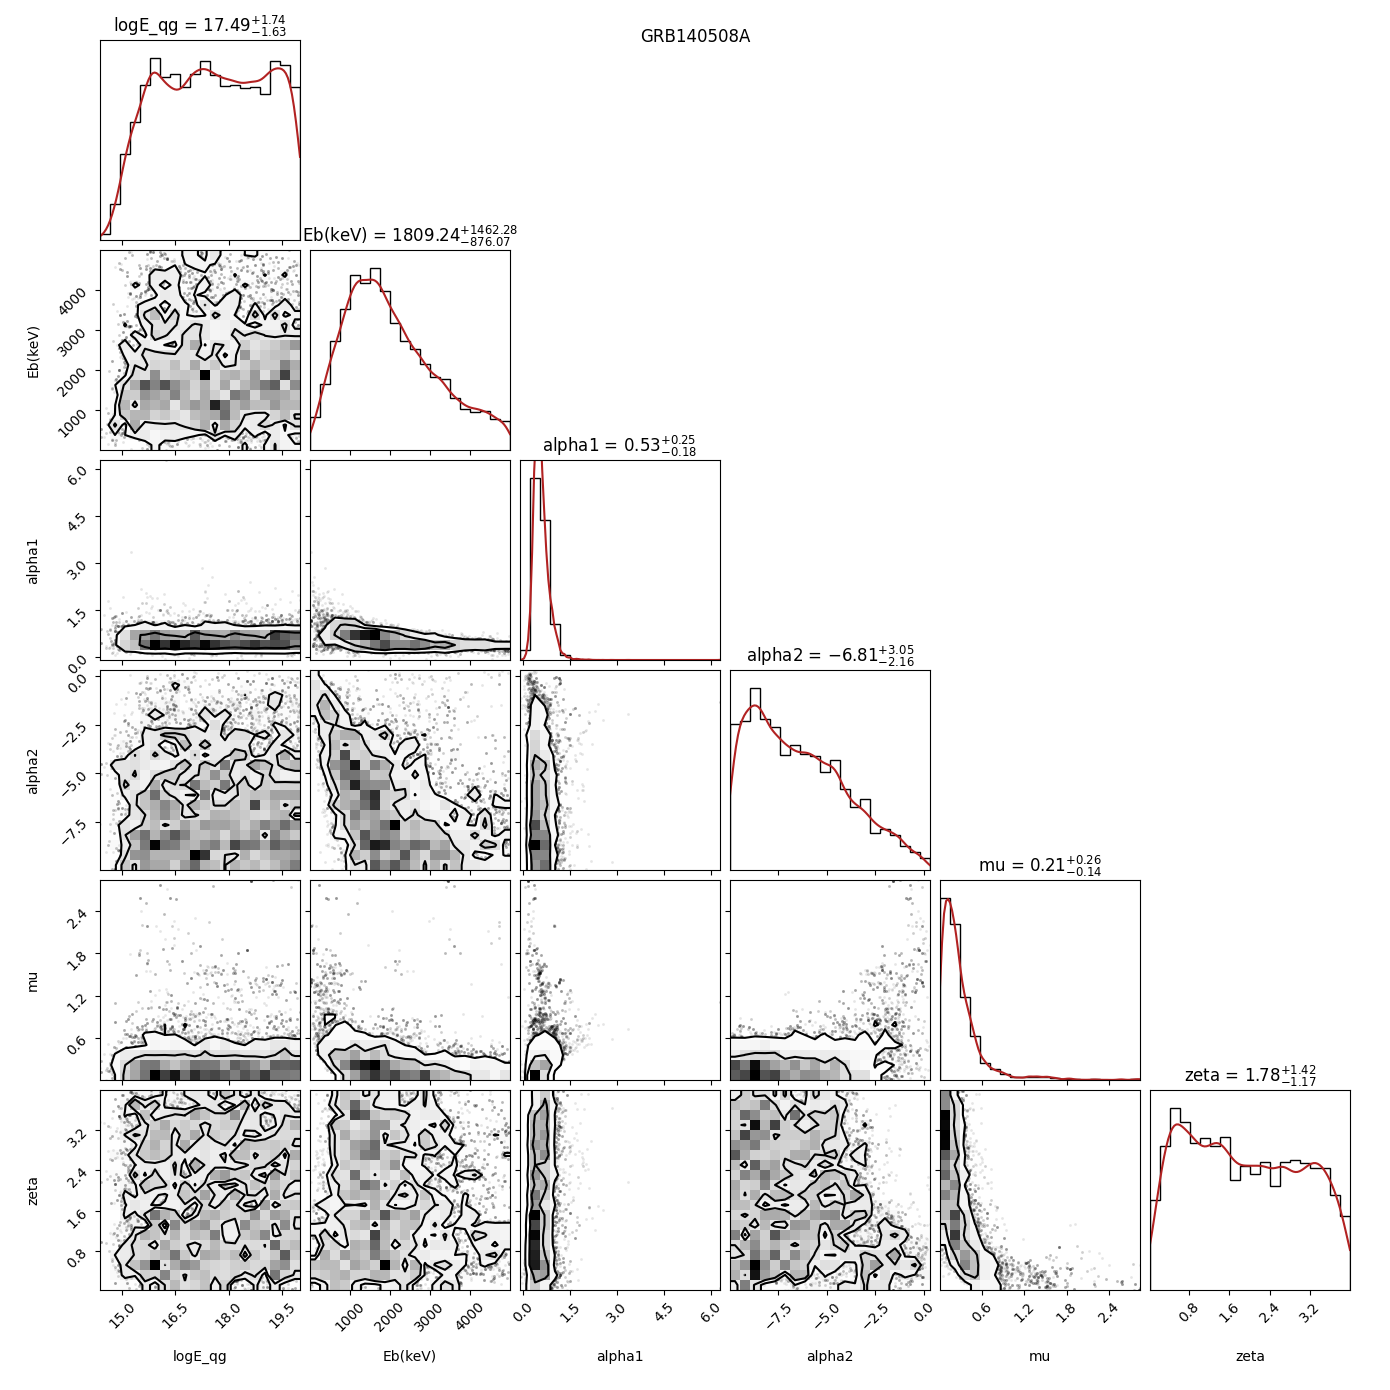 GRB140508A
logE_qg = 17.49^{+1.74}_{−1.63}
Eb(keV) = 1809.24^{+1462.28}_{−876.07}
Eb(keV)
4000
3000
2000
1000
alpha1 = 0.53^{+0.25}_{−0.18}
alpha1
6.0
4.5
3.0
1.5
0.0
alpha2 = −6.81^{+3.05}_{−2.16}
alpha2
0.0
−2.5
−5.0
−7.5
mu = 0.21^{+0.26}_{−0.14}
mu
2.4
1.8
1.2
0.6
zeta = 1.78^{+1.42}_{−1.17}
zeta
3.2
2.4
1.6
0.8
15.0 16.5 18.0 19.5
1000 2000 3000 4000
0.0 1.5 3.0 4.5 6.0
−7.5 −5.0 −2.5 0.0
0.6 1.2 1.8 2.4
0.8 1.6 2.4 3.2
logE_qg Eb(keV) alpha1 alpha2 mu zeta